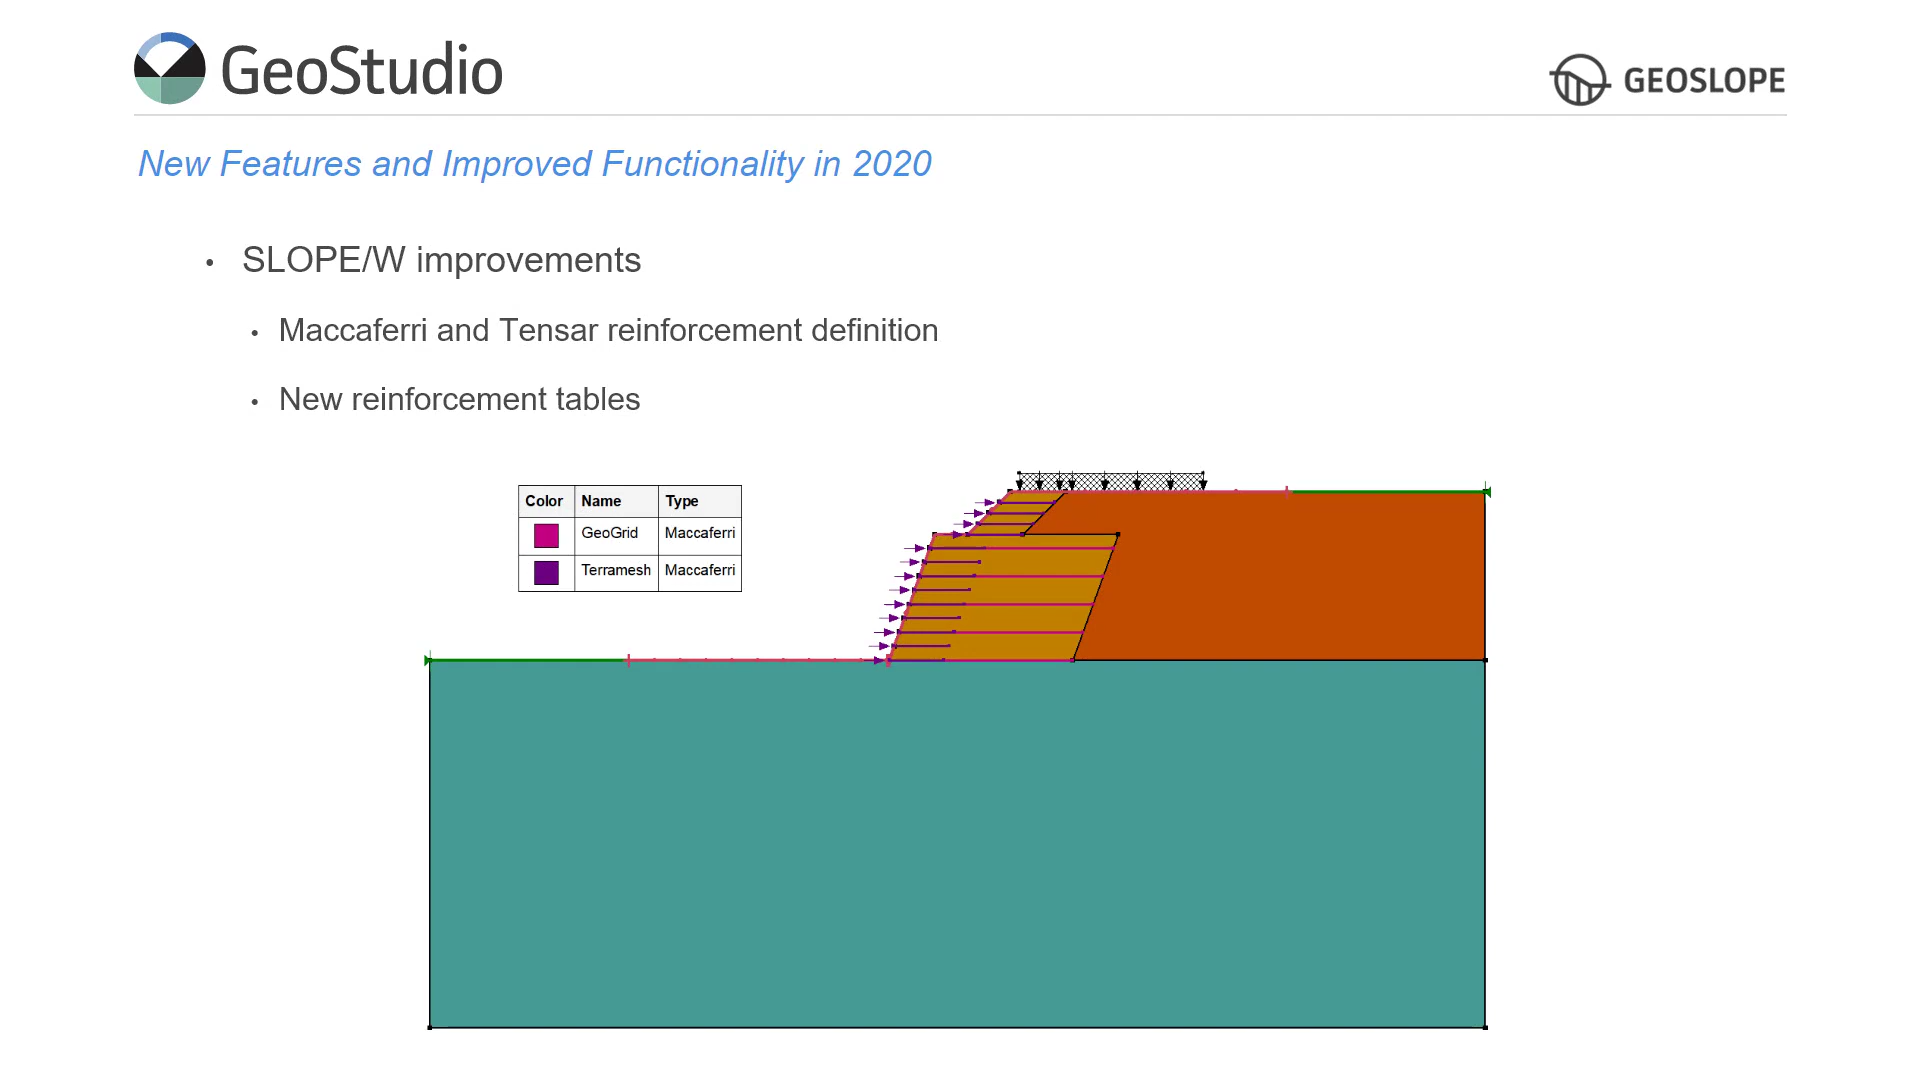 GeoStudio
GEOSLOPE
New Features and Improved Functionality in 2020
• SLOPE/W improvements
• Maccaferri and Tensar reinforcement definition
• New reinforcement tables
Color Name Type
GeoGrid Maccaferri
Terramesh Maccaferri